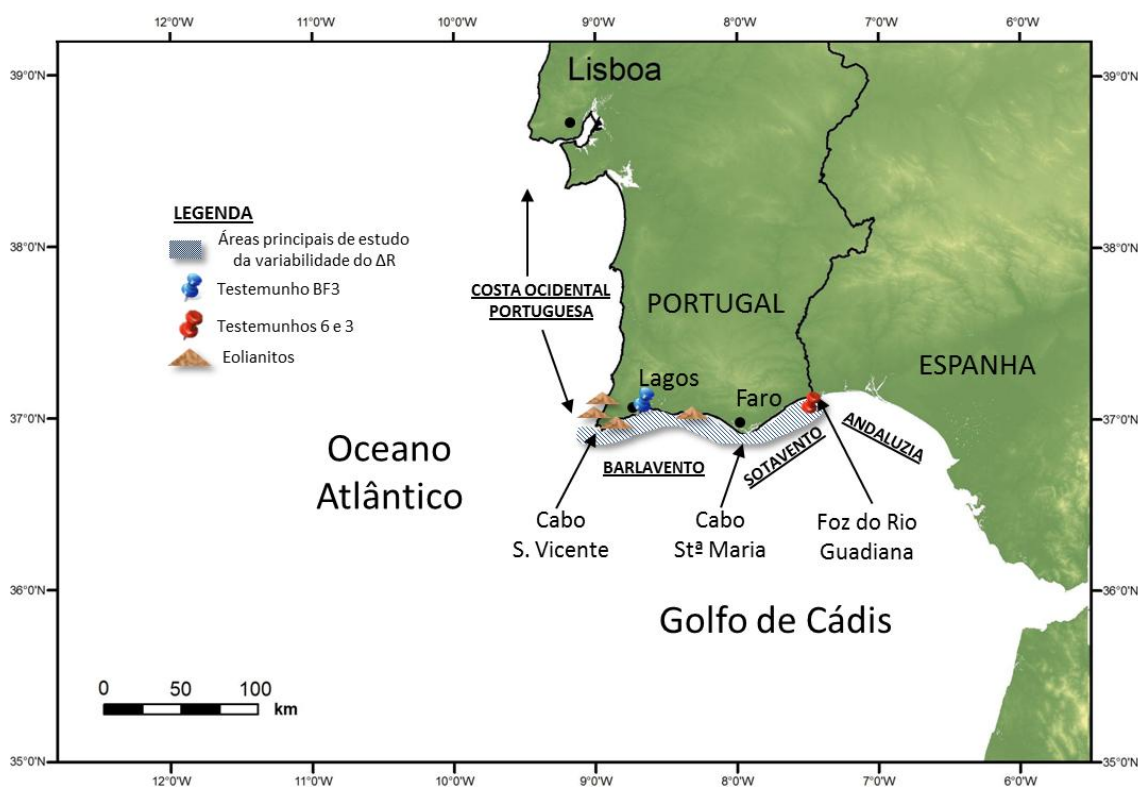 12°0'W 11°0'W 10°0'W 9°0'W 8°0'W 7°0'W 6°0'W
39°0'N
39°0'N
Lisboa
LEGENDA
Áreas principais de estudo
da variabilidade do ΔR
Testemunho BF3
Testemunhos 6 e 3
Eolianitos
38°0'N
38°0'N
COSTA OCIDENTAL
PORTUGUESA
PORTUGAL
ESPANHA
Lagos
Faro
37°0'N
37°0'N
ANDALUZIA
SOTAVENTO
BARLAVENTO
Oceano
Atlântico
Cabo
S. Vicente
Cabo
Stª Maria
Foz do Rio
Guadiana
36°0'N
36°0'N
Golfo de Cádis
0 50 100
km
35°0'N
35°0'N
12°0'W 11°0'W 10°0'W 9°0'W 8°0'W 7°0'W 6°0'W